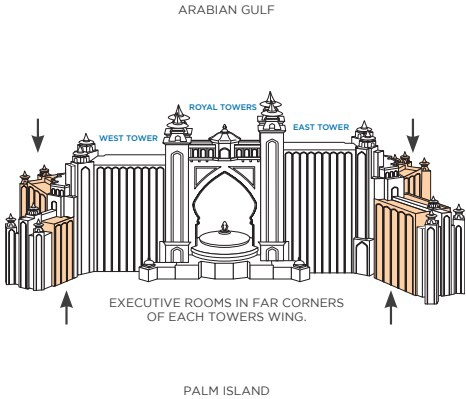 ARABIAN GULF
ROYAL TOWERS
WEST TOWER
EAST TOWER
EXECUTIVE ROOMS IN FAR CORNERS
OF EACH TOWERS WING.
PALM ISLAND